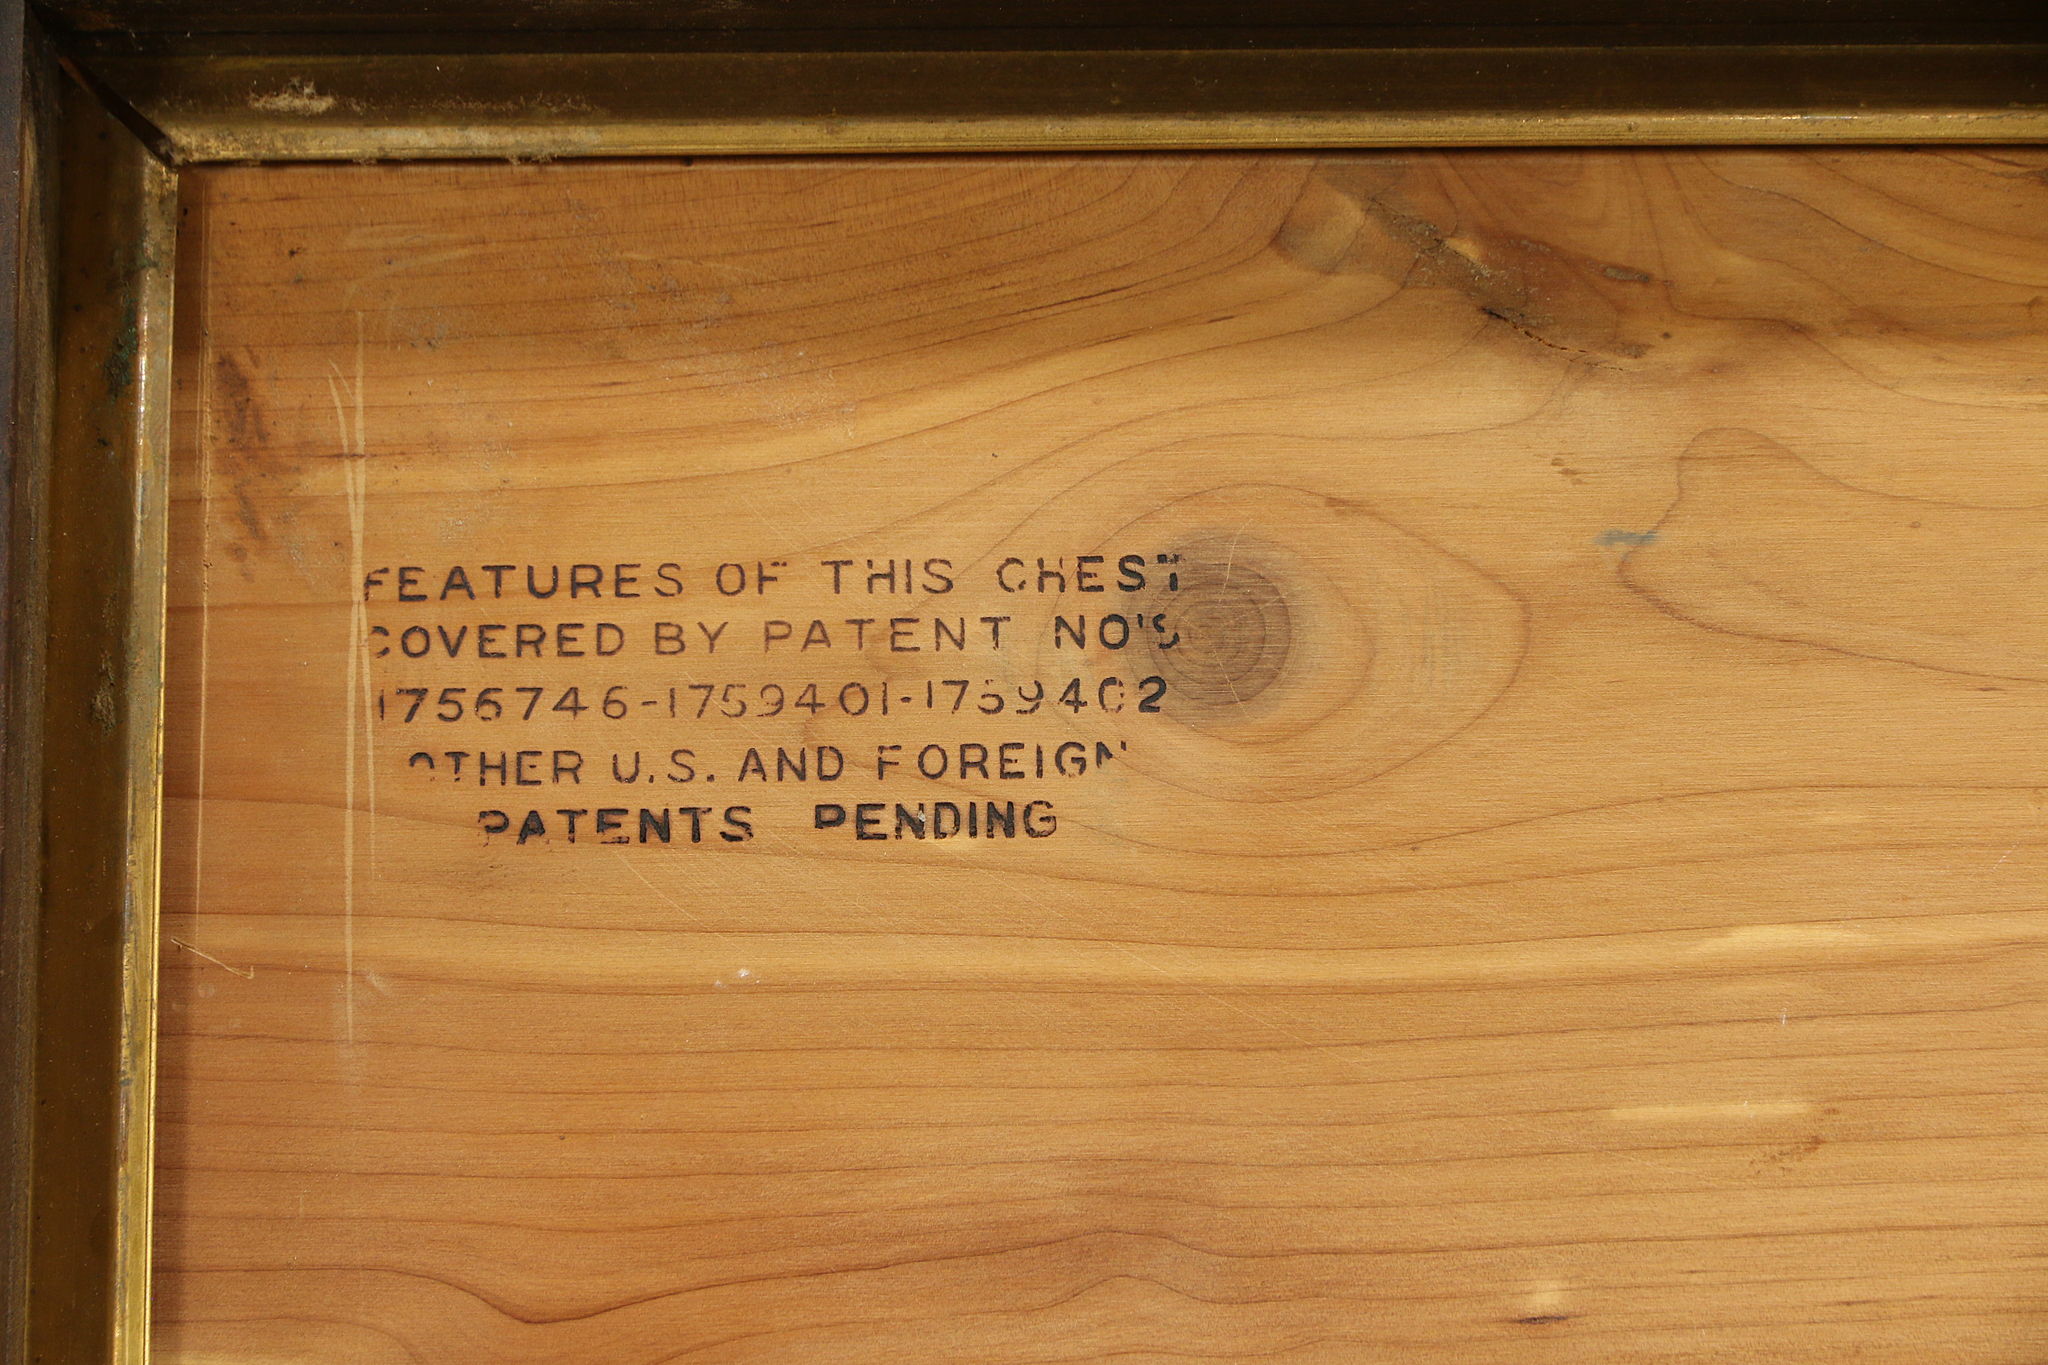 FEATURES OF THIS CHEST
COVERED BY PATENT NO'S
1756746-1759401-1759402
OTHER U.S. AND FOREIGN
PATENTS PENDING